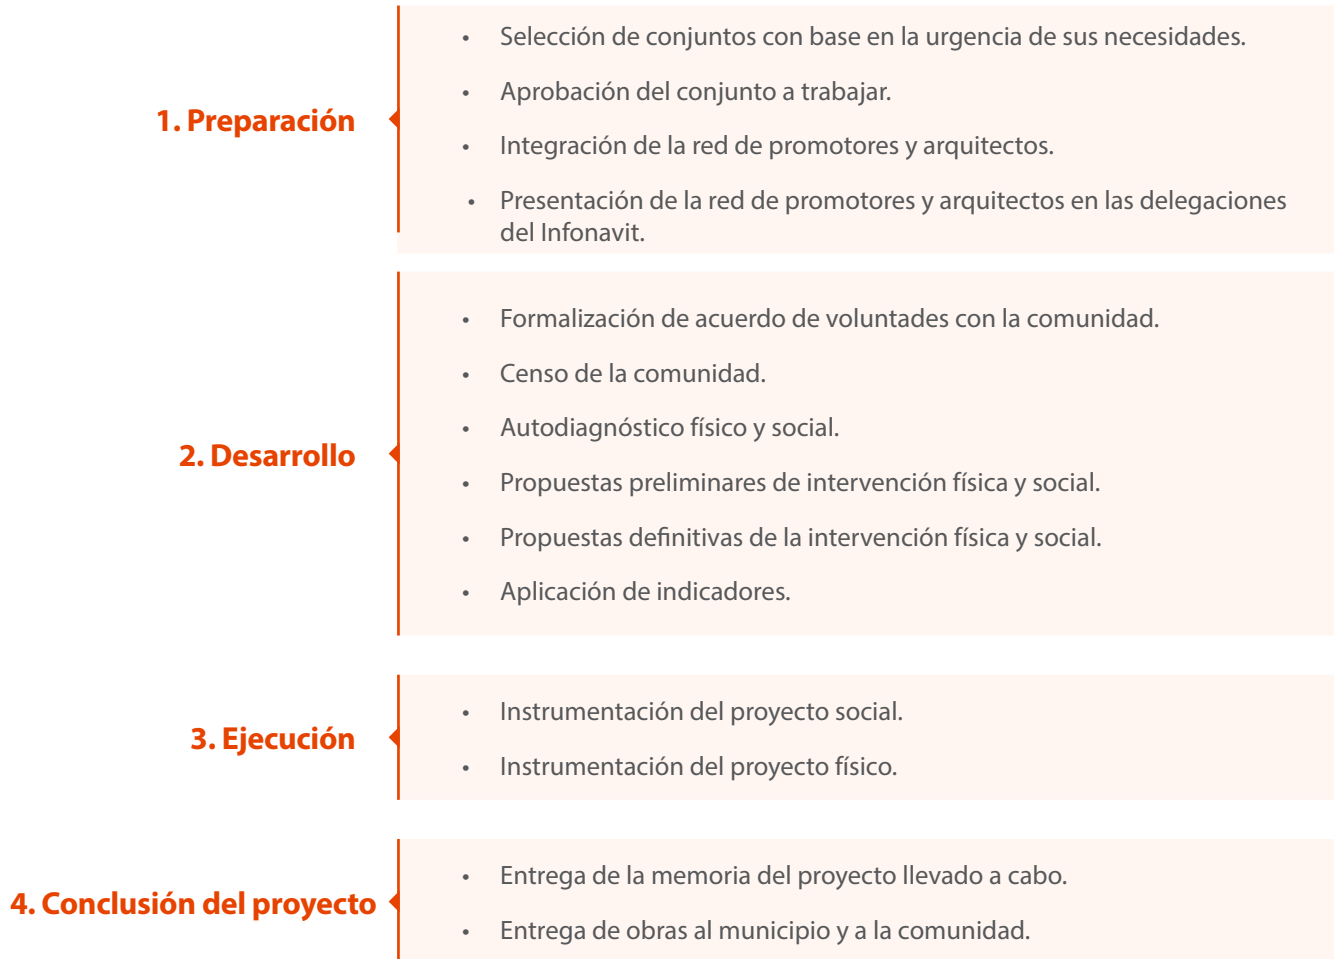 1. Preparación
• Selección de conjuntos con base en la urgencia de sus necesidades.
• Aprobación del conjunto a trabajar.
• Integración de la red de promotores y arquitectos.
• Presentación de la red de promotores y arquitectos en las delegaciones
del Infonavit.
2. Desarrollo
• Formalización de acuerdo de voluntades con la comunidad.
• Censo de la comunidad.
• Autodiagnóstico físico y social.
• Propuestas preliminares de intervención física y social.
• Propuestas definitivas de la intervención física y social.
• Aplicación de indicadores.
3. Ejecución
• Instrumentación del proyecto social.
• Instrumentación del proyecto físico.
4. Conclusión del proyecto
• Entrega de la memoria del proyecto llevado a cabo.
• Entrega de obras al municipio y a la comunidad.